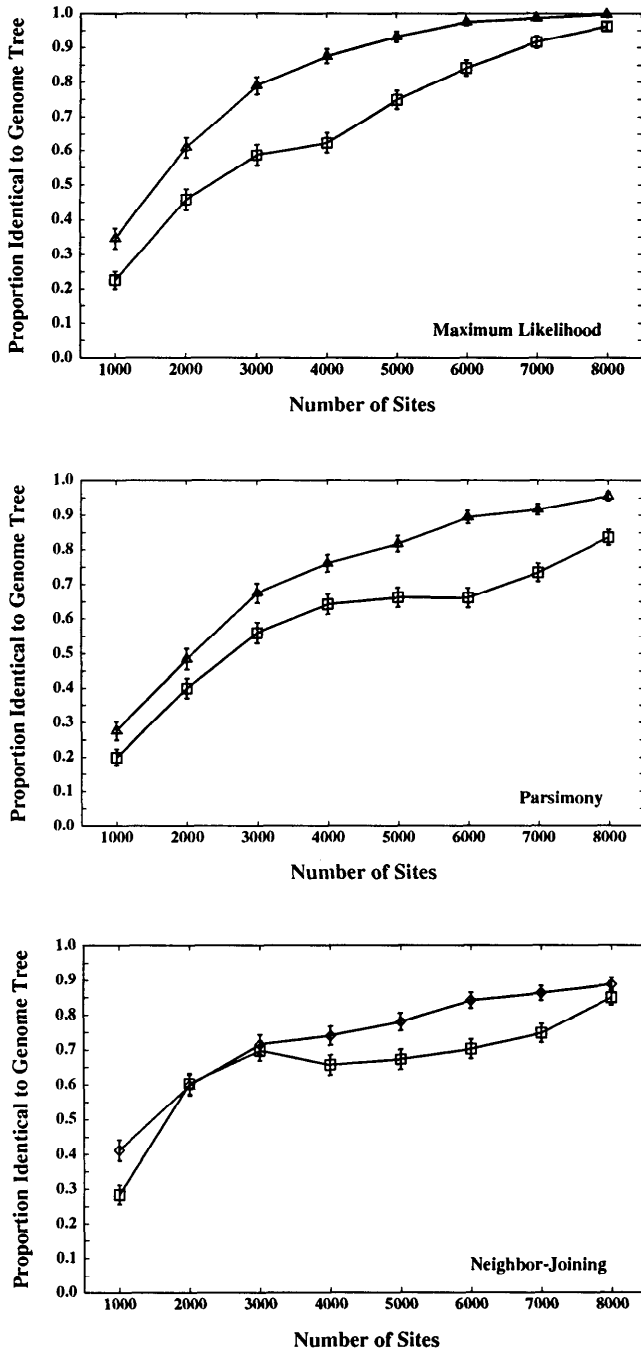 Proportion Identical to Genome Tree
1.0
0.9
0.8
0.7
0.6
0.5
0.4
0.3
0.2
0.1
0.0
Maximum Likelihood
1000 2000 3000 4000 5000 6000 7000 8000
Number of Sites
Proportion Identical to Genome Tree
1.0
0.9
0.8
0.7
0.6
0.5
0.4
0.3
0.2
0.1
0.0
Parsimony
1000 2000 3000 4000 5000 6000 7000 8000
Number of Sites
Proportion Identical to Genome Tree
1.0
0.9
0.8
0.7
0.6
0.5
0.4
0.3
0.2
0.1
0.0
Neighbor-Joining
1000 2000 3000 4000 5000 6000 7000 8000
Number of Sites